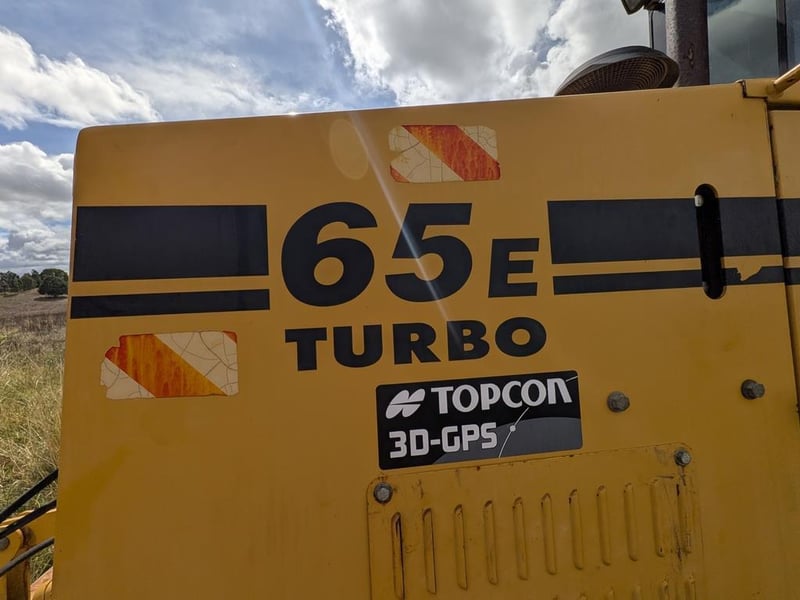 65E
TURBO
TOPCON
3D-GPS